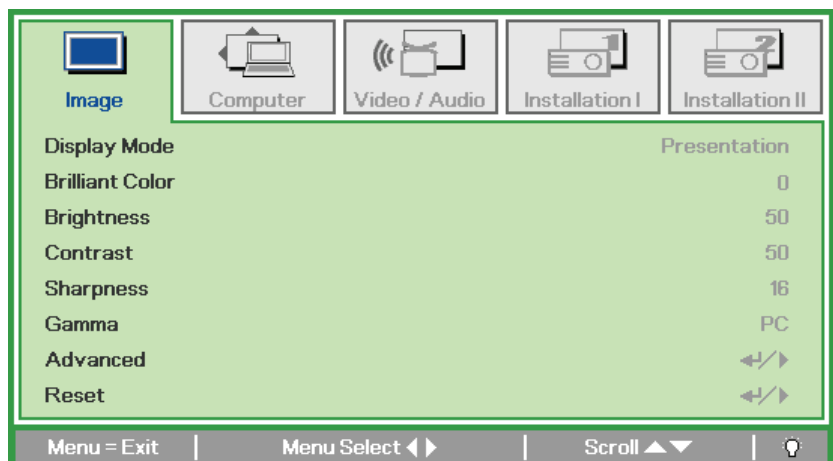 Image Computer Video / Audio Installation I Installation II
Display Mode Presentation
Brilliant Color 0
Brightness 50
Contrast 50
Sharpness 16
Gamma PC
Advanced
Reset
Menu = Exit Menu Select Scroll